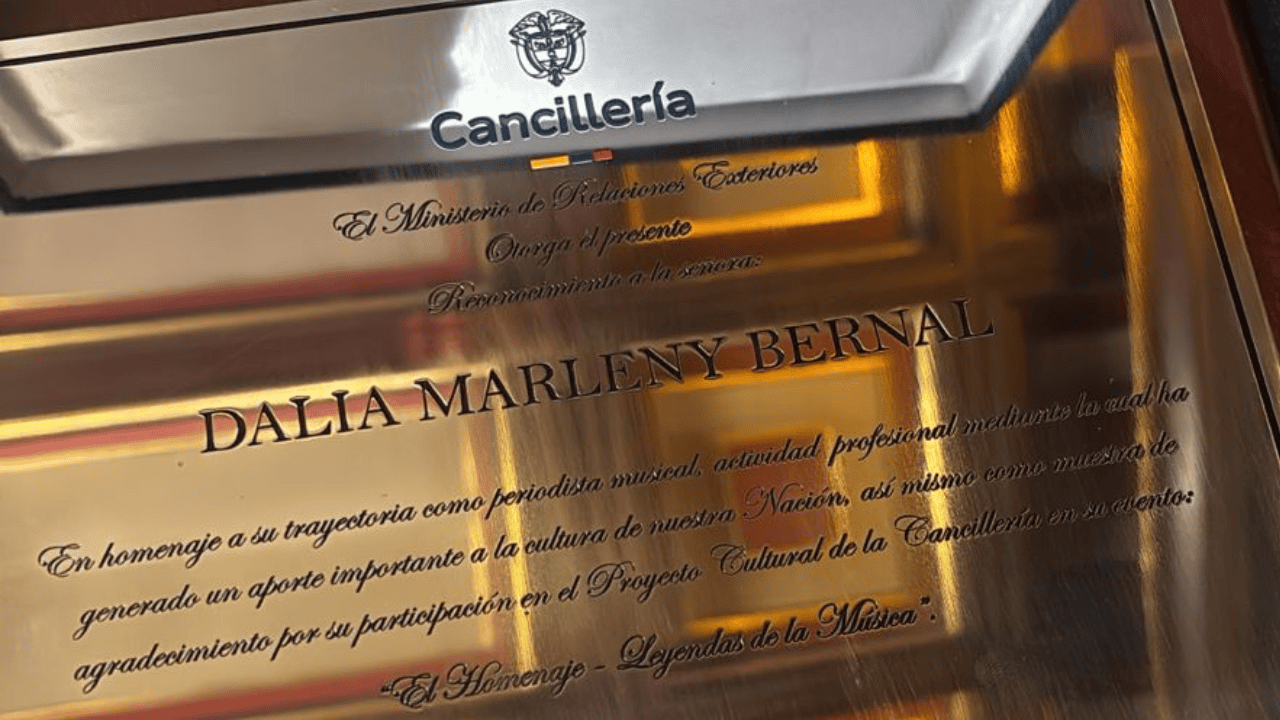 Cancillería
El Ministerio de Relaciones Exteriores
Otorga el presente
Reconocimiento a la señora:
DALIA MARLENY BERNAL
En homenaje a su trayectoria como periodista musical, actividad profesional mediante la cual ha
generado un aporte importante a la cultura de nuestra Nación, así mismo como muestra de
agradecimiento por su participación en el Proyecto Cultural de la Cancillería en su evento:
“El Homenaje - Leyendas de la Música”.